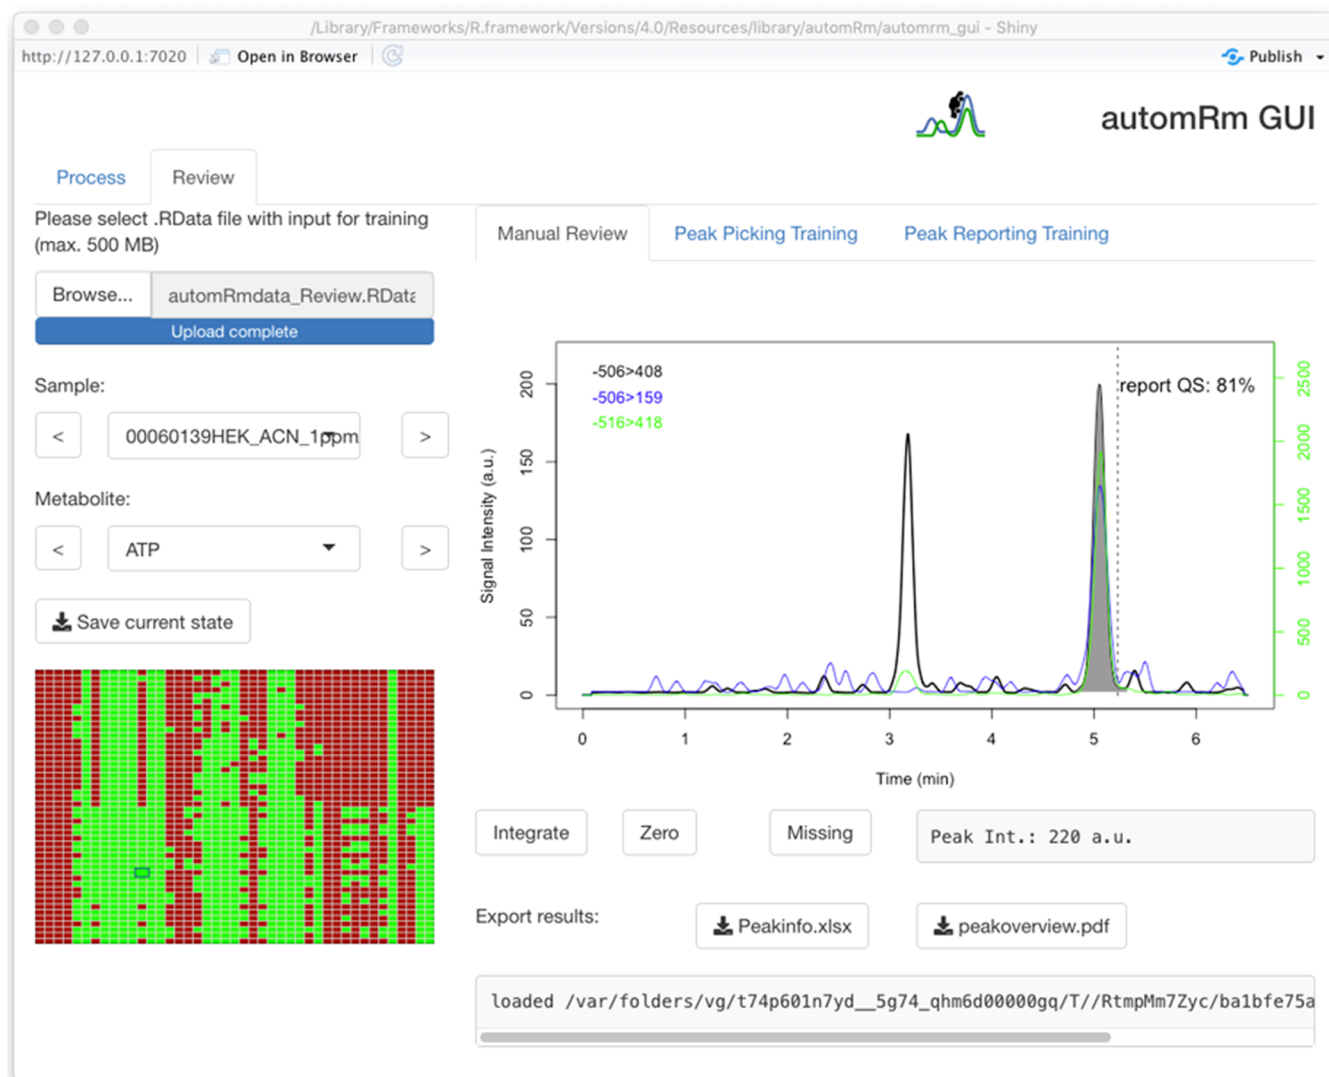 /Library/Frameworks/R.framework/Versions/4.0/Resources/library/automRm/automrm_gui - Shiny
http://127.0.0.1:7020 Open in Browser Publish
automRm GUI
Process Review
Please select .RData file with input for training
(max. 500 MB)
Browse... automRmdata_Review.RData
Upload complete
Sample:
< 00060139HEK_ACN_1ppm >
Metabolite:
< ATP >
Save current state
Manual Review Peak Picking Training Peak Reporting Training
-506>408
-506>159
-516>418
report QS: 81%
Signal Intensity (a.u.)
200
150
100
50
0
2500
2000
1500
1000
500
0
0 1 2 3 4 5 6
Time (min)
Integrate Zero Missing Peak Int.: 220 a.u.
Export results: Peakinfo.xlsx peakoverview.pdf
loaded /var/folders/vg/t74p601n7yd__5g74_qhm6d00000gq/T//RtmpMm7Zyc/ba1bfe75a